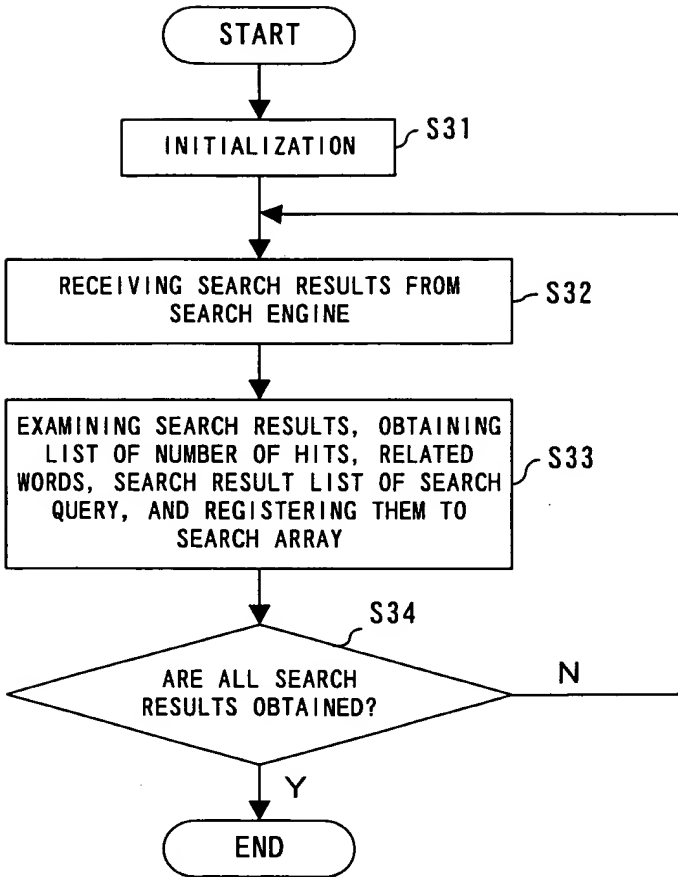 START
INITIALIZATION
S31
RECEIVING SEARCH RESULTS FROM
SEARCH ENGINE
S32
EXAMINING SEARCH RESULTS, OBTAINING
LIST OF NUMBER OF HITS, RELATED
WORDS, SEARCH RESULT LIST OF SEARCH
QUERY, AND REGISTERING THEM TO
SEARCH ARRAY
S33
S34
ARE ALL SEARCH
RESULTS OBTAINED?
N
Y
END